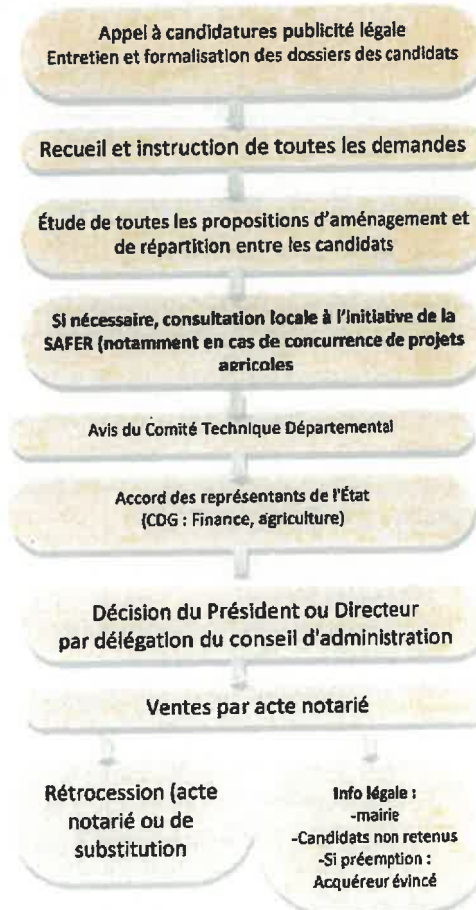 Appel à candidatures publicité légale
Entretien et formalisation des dossiers des candidats
Recueil et instruction de toutes les demandes
Étude de toutes les propositions d'aménagement et
de répartition entre les candidats
Si nécessaire, consultation locale à l'initiative de la
SAFER (notamment en cas de concurrence de projets
agricoles
Avis du Comité Technique Départemental
Accord des représentants de l'État
(CDG : Finance, agriculture)
Décision du Président ou Directeur
par délégation du conseil d'administration
Ventes par acte notarié
Rétrocession (acte
notarié ou de
substitution
Info légale :
-mairie
-Candidats non retenus
-Si préemption :
Acquéreur évincé